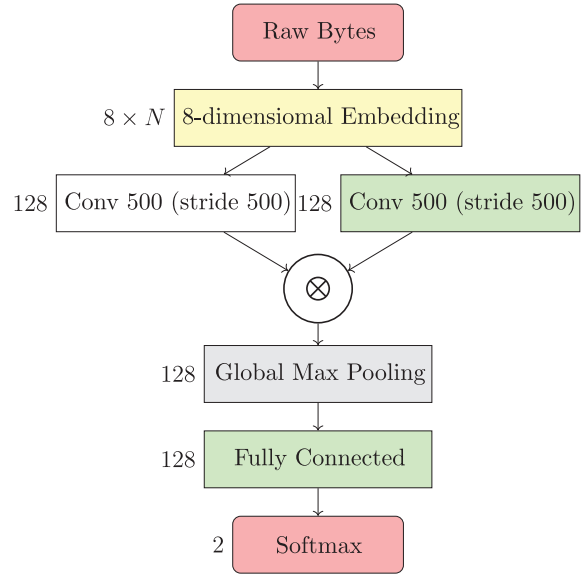 Raw Bytes
8 × N 8-dimensiomal Embedding
128 Conv 500 (stride 500) 128 Conv 500 (stride 500)
⊗
128 Global Max Pooling
128 Fully Connected
2 Softmax